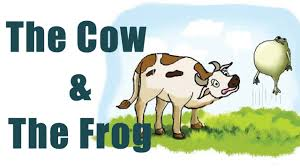 The Cow
&
The Frog